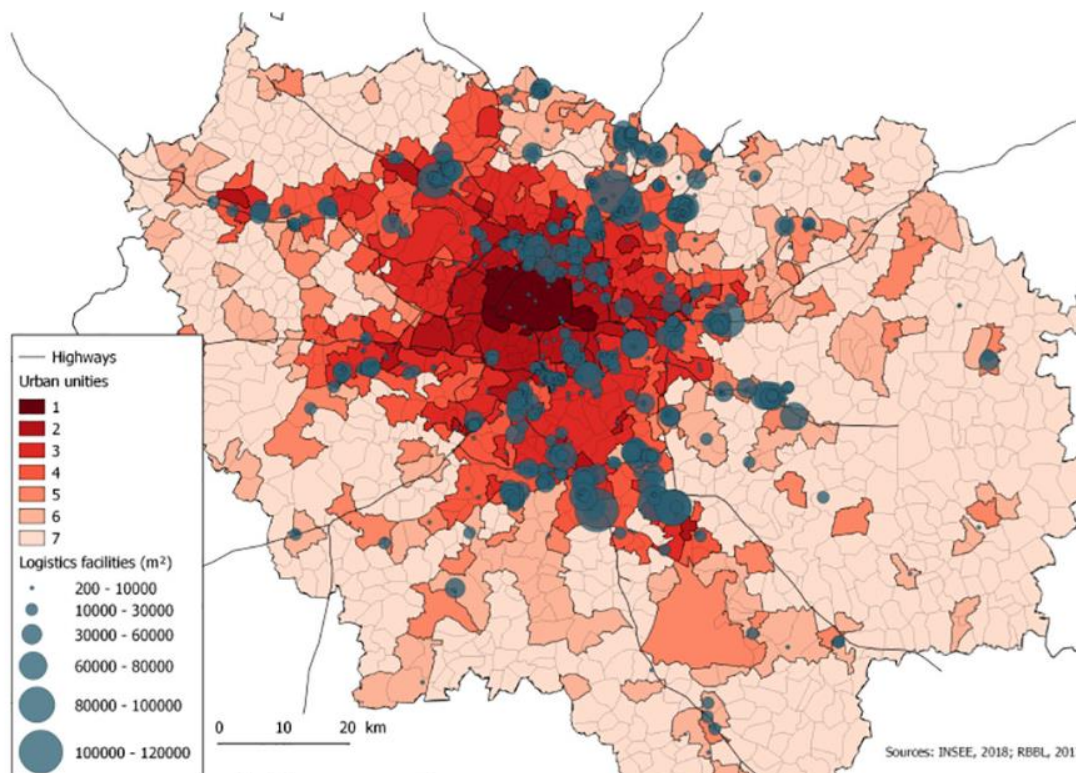 Highways
Urban unities
1
2
3
4
5
6
7
Logistics facilities (m²)
200 - 10000
10000 - 30000
30000 - 60000
60000 - 80000
80000 - 100000
100000 - 120000
0 10 20 km
Sources: INSEE, 2018; RBBL, 201